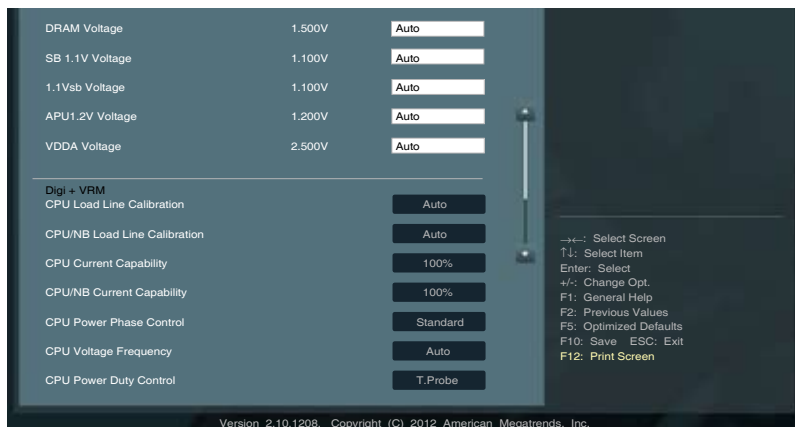 DRAM Voltage 1.500V Auto
SB 1.1V Voltage 1.100V Auto
1.1Vsb Voltage 1.100V Auto
APU1.2V Voltage 1.200V Auto
VDDA Voltage 2.500V Auto
Digi + VRM
CPU Load Line Calibration Auto
CPU/NB Load Line Calibration Auto
CPU Current Capability 100%
CPU/NB Current Capability 100%
CPU Power Phase Control Standard
CPU Voltage Frequency Auto
CPU Power Duty Control T.Probe
→←: Select Screen
↑↓: Select Item
Enter: Select
+/-: Change Opt.
F1: General Help
F2: Previous Values
F5: Optimized Defaults
F10: Save ESC: Exit
F12: Print Screen
Version 2.10.1208. Copyright (C) 2012 American Megatrends, Inc.